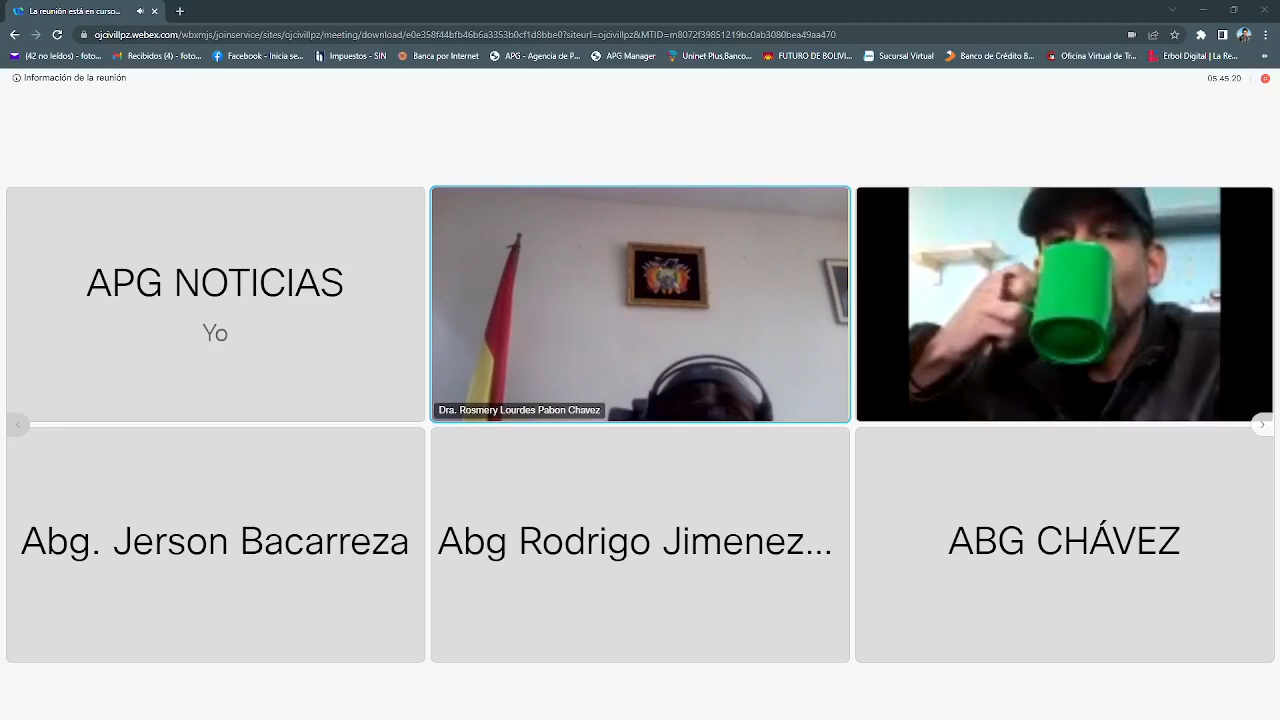 La reunión está en curso...
ojcivillpz.webex.com/wbxmjs/joinservice/sites/ojcivillpz/meeting/download/e0e358f44bfb46b6a3353b0cf1d6bbe0?siteurl=ojcivillpz&MTID=m8072f39851219bc0ab3080bea49aa470
(42 no leído) - fotoo...
Recibidos (4) - fotoo...
Facebook - Inicia se...
Impuestos - SIN
Banca por Internet
APG - Agencia de P...
APG Manager
Uninet Plus,Banco...
FUTURO DE BOLIVI...
Sucursal Virtual
Banco de Crédito B...
Oficina Virtual de Tr...
Erbol Digital | La Re...
Información de la reunión
05:45:20
APG NOTICIAS
Yo
Dra. Rosmery Lourdes Pabon Chavez
Abg. Jerson Bacarreza
Abg Rodrigo Jimenez...
ABG CHÁVEZ